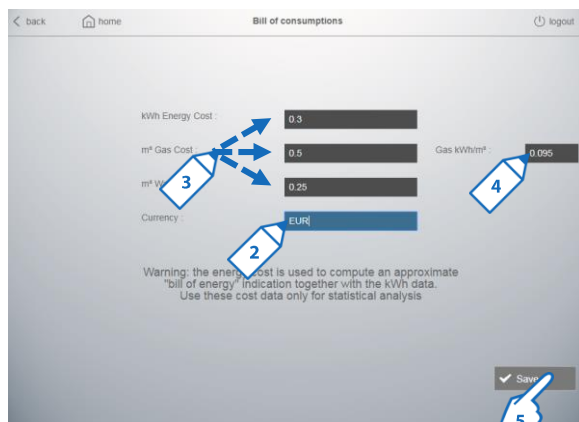 back
home
Bill of consumptions
logout
kWh Energy Cost :
0.3
m³ Gas Cost :
0.5
Gas kWh/m³ :
0.095
3
4
0.25
Currency :
EUR
2
Warning: the energy cost is used to compute an approximate
"bill of energy" indication together with the kWh data.
Use these cost data only for statistical analysis
Save
5